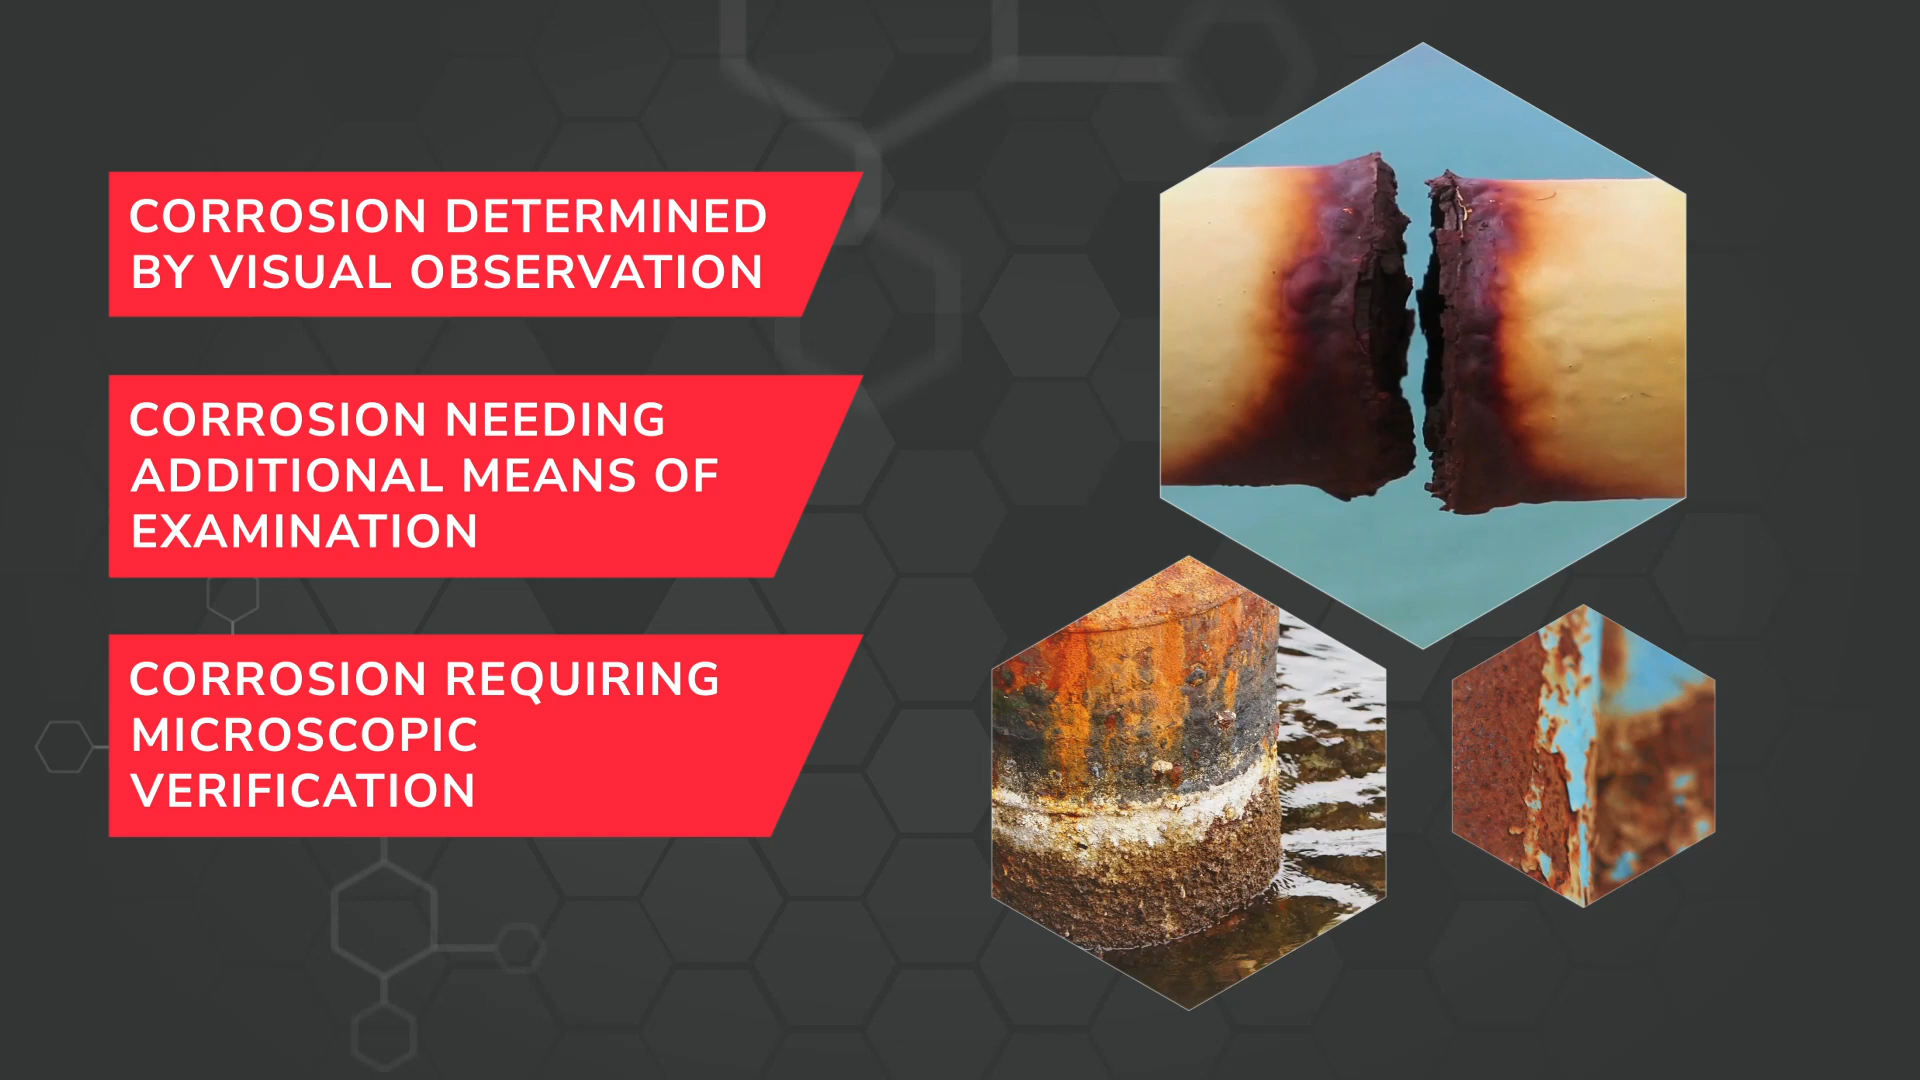 CORROSION DETERMINED
BY VISUAL OBSERVATION
CORROSION NEEDING
ADDITIONAL MEANS OF
EXAMINATION
CORROSION REQUIRING
MICROSCOPIC
VERIFICATION